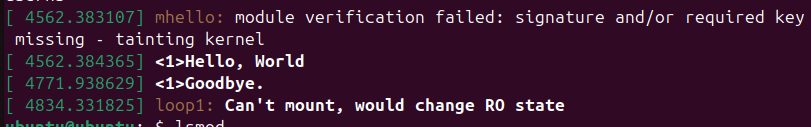 [ 4562.383107] mhello: module verification failed: signature and/or required key
missing - tainting kernel
[ 4562.384365] <1>Hello, World
[ 4771.938629] <1>Goodbye.
[ 4834.331825] loop1: Can't mount, would change RO state
ubuntu@ubuntu:~$ lsmod